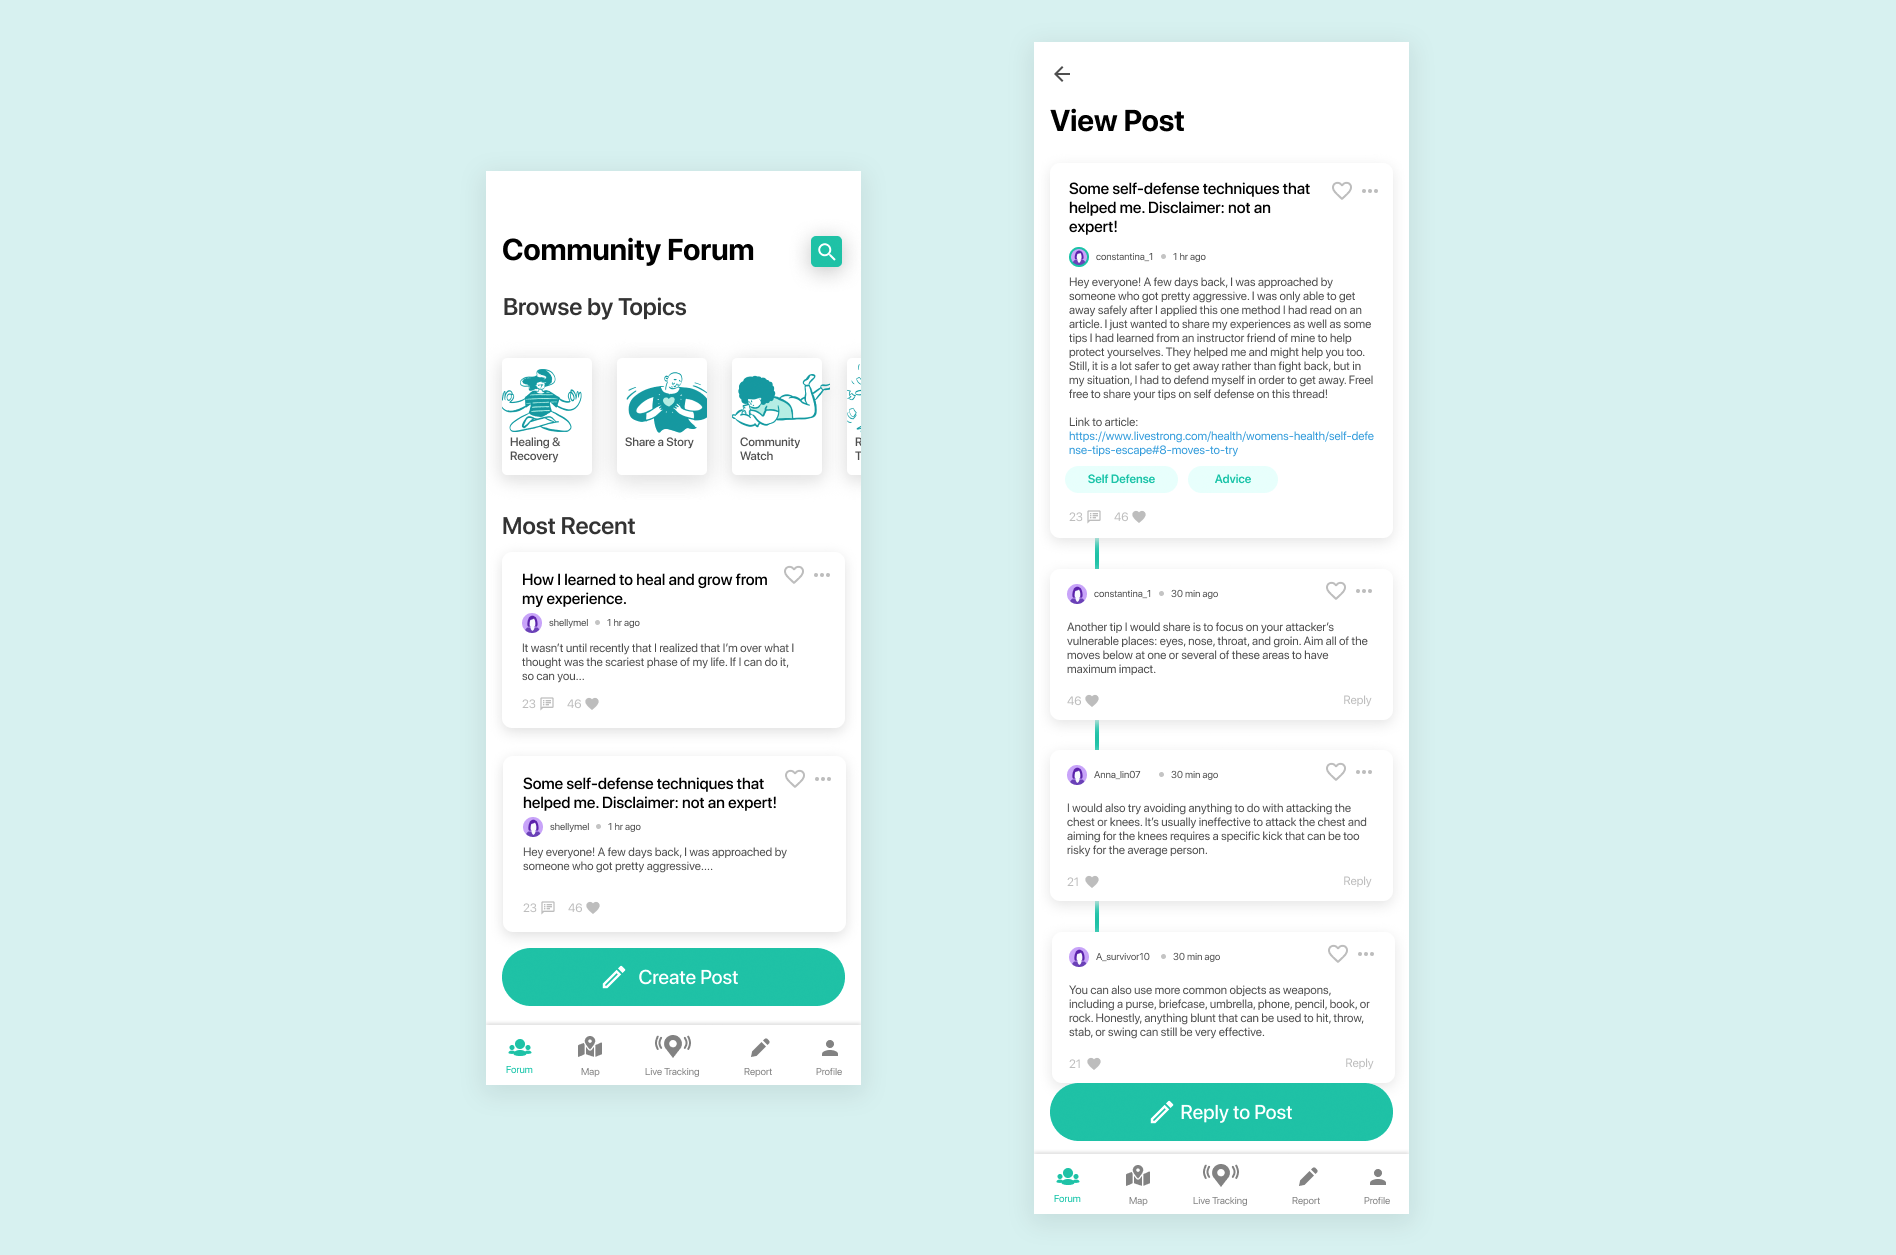 Community Forum
Browse by Topics
Healing &
Recovery
Share a Story
Community
Watch
R
T
Most Recent
How I learned to heal and grow from
my experience.
shellymel • 1 hr ago
It wasn't until recently that I realized that I'm over what I
thought was the scariest phase of my life. If I can do it,
so can you...
23 46
Some self-defense techniques that
helped me. Disclaimer: not an expert!
shellymel • 1 hr ago
Hey everyone! A few days back, I was approached by
someone who got pretty aggressive....
23 46
Create Post
Forum Map Live Tracking Report Profile
View Post
Some self-defense techniques that
helped me. Disclaimer: not an
expert!
constantina_1 • 1 hr ago
Hey everyone! A few days back, I was approached by
someone who got pretty aggressive. I was only able to get
away safely after I applied this one method I had read on an
article. I just wanted to share my experiences as well as some
tips I had learned from an instructor friend of mine to help
protect yourselves. They helped me and might help you too.
Still, it is a lot safer to get away rather than fight back, but in
my situation, I had to defend myself in order to get away. Freel
free to share your tips on self defense on this thread!
Link to article:
https://www.livestrong.com/health/womens-health/self-defe
nse-tips-escape#8-moves-to-try
Self Defense Advice
23 46
constantina_1 • 30 min ago
Another tip I would share is to focus on your attacker's
vulnerable places: eyes, nose, throat, and groin. Aim all of the
moves below at one or several of these areas to have
maximum impact.
46 Reply
Anna_lin07 • 30 min ago
I would also try avoiding anything to do with attacking the
chest or knees. It's usually ineffective to attack the chest and
aiming for the knees requires a specific kick that can be too
risky for the average person.
21 Reply
A_survivor10 • 30 min ago
You can also use more common objects as weapons,
including a purse, briefcase, umbrella, phone, pencil, book, or
rock. Honestly, anything blunt that can be used to hit, throw,
stab, or swing can still be very effective.
21 Reply
Reply to Post
Forum Map Live Tracking Report Profile